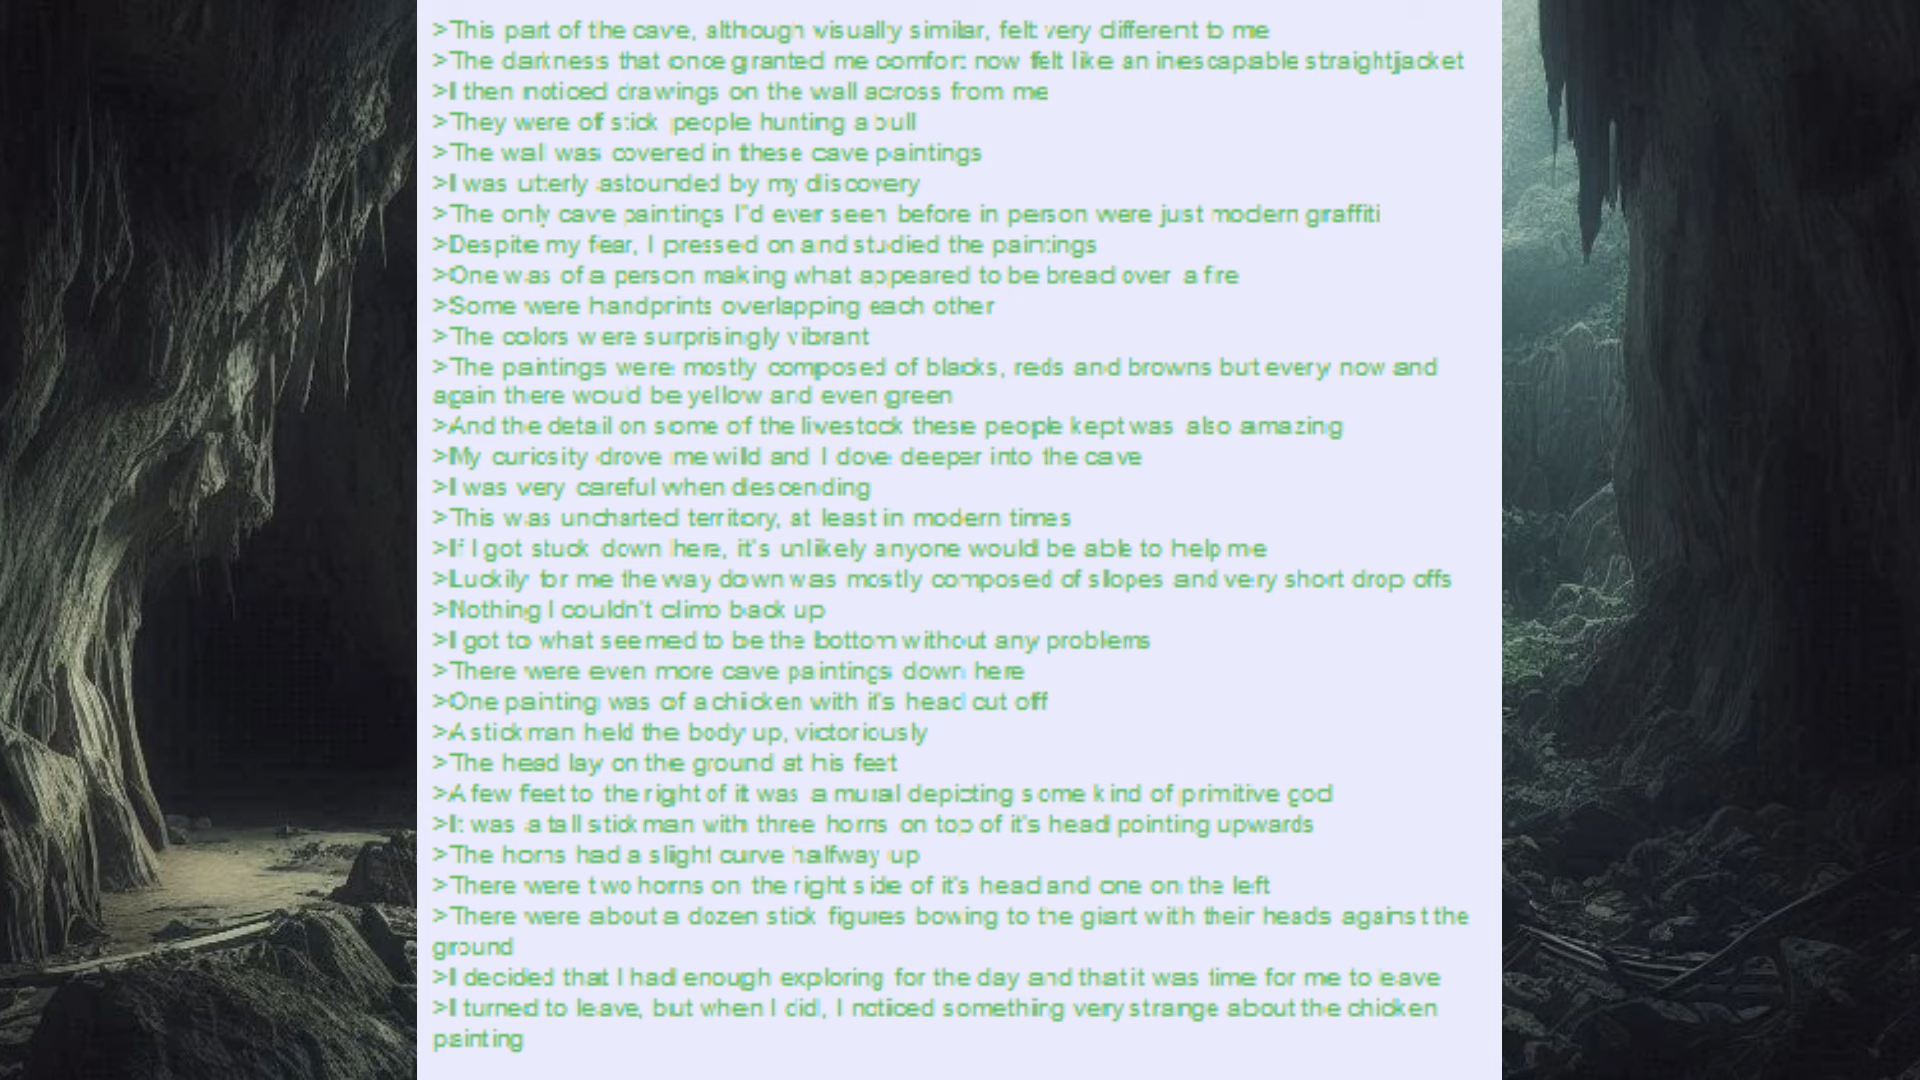 >This part of the cave, although visually similar, felt very different to me
>The darkness that once granted me comfort now felt like an inescapable straightjacket
>I then noticed drawings on the wall across from me
>They were of stick people hunting a bull
>The wall was covered in these cave paintings
>I was utterly astounded by my discovery
>The only cave paintings I'd ever seen before in person were just modern graffiti
>Despite my fear, I pressed on and studied the paintings
>One was of a person making what appeared to be bread over a fire
>Some were handprints overlapping each other
>The colors were surprisingly vibrant
>The paintings were mostly composed of blacks, reds and browns but every now and
again there would be yellow and even green
>And the detail on some of the livestock these people kept was also amazing
>My curiosity drove me wild and I dove deeper into the cave
>I was very careful when descending
>This was uncharted territory, at least in modern times
>If I got stuck down here, it's unlikely anyone would be able to help me
>Luckily for me the way down was mostly composed of slopes and very short drop offs
>Nothing I couldn't climb back up
>I got to what seemed to be the bottom without any problems
>There were even more cave paintings down here
>One painting was of a chicken with it's head cut off
>A stickman held the body up, victoriously
>The head lay on the ground at his feet
>A few feet to the right of it was a mural depicting some kind of primitive god
>It was a tall stickman with three horns on top of it's head pointing upwards
>The horns had a slight curve halfway up
>There were two horns on the right side of it's head and one on the left
>There were about a dozen stick figures bowing to the giant with their heads against the
ground
>I decided that I had enough exploring for the day and that it was time for me to leave
>I turned to leave, but when I did, I noticed something very strange about the chicken
painting